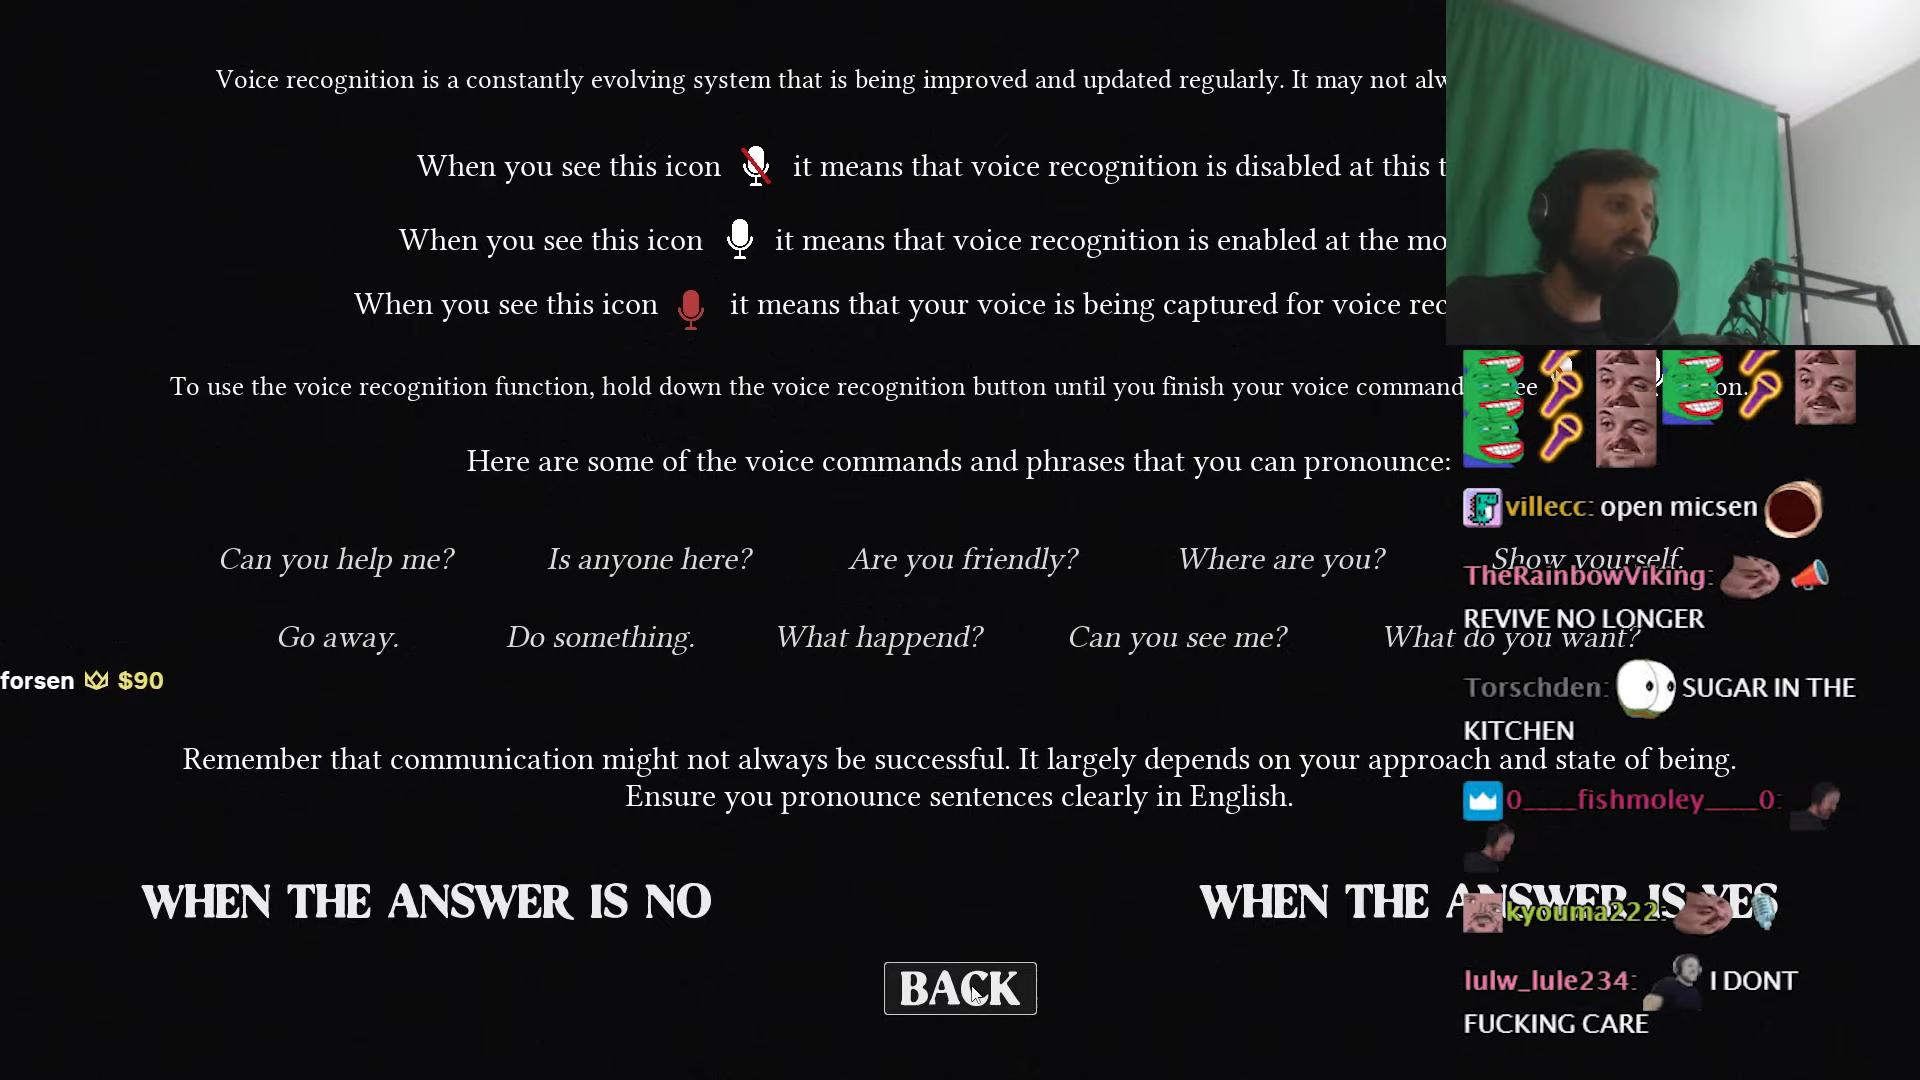 Voice recognition is a constantly evolving system that is being improved and updated regularly. It may not
When you see this icon it means that voice recognition is disabled at this
When you see this icon it means that voice recognition is enabled at the
When you see this icon it means that your voice is being captured for voice
To use the voice recognition function, hold down the voice recognition button until you finish your voice command
Here are some of the voice commands and phrases that you can pronounce:
villecc: open micsen
Can you help me? Is anyone here? Are you friendly? Where are you? Show yourself.
TheRainbowViking:
REVIVE NO LONGER
Go away. Do something. What happend? Can you see me? What do you want?
forsen $90
Torschden: SUGAR IN THE
KITCHEN
Remember that communication might not always be successful. It largely depends on your approach and state of being.
Ensure you pronounce sentences clearly in English.
0____fishmoley____0:
WHEN THE ANSWER IS NO
WHEN THE ANSWER IS YES
kyouma222:
BACK
lulw_lule234: I DONT
FUCKING CARE